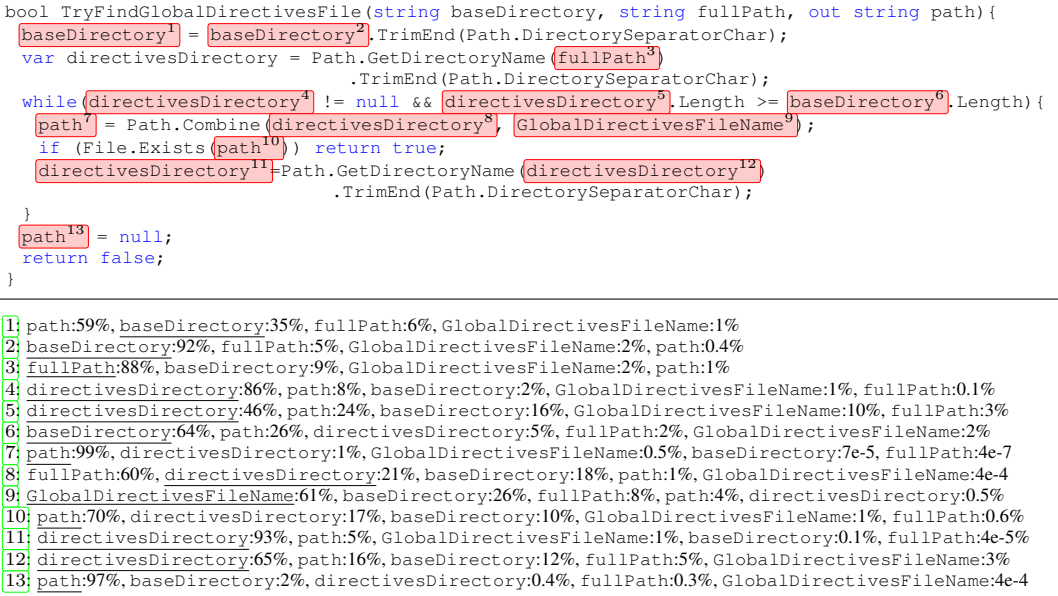 bool TryFindGlobalDirectivesFile(string baseDirectory, string fullPath, out string path){
baseDirectory¹ = baseDirectory².TrimEnd(Path.DirectorySeparatorChar);
var directivesDirectory = Path.GetDirectoryName(fullPath³)
.TrimEnd(Path.DirectorySeparatorChar);
while(directivesDirectory⁴ != null && directivesDirectory⁵.Length >= baseDirectory⁶.Length){
path⁷ = Path.Combine(directivesDirectory⁸, GlobalDirectivesFileName⁹);
if (File.Exists(path¹⁰)) return true;
directivesDirectory¹¹=Path.GetDirectoryName(directivesDirectory¹²)
.TrimEnd(Path.DirectorySeparatorChar);
}
path¹³ = null;
return false;
}
1: path:59%, baseDirectory:35%, fullPath:6%, GlobalDirectivesFileName:1%
2: baseDirectory:92%, fullPath:5%, GlobalDirectivesFileName:2%, path:0.4%
3: fullPath:88%, baseDirectory:9%, GlobalDirectivesFileName:2%, path:1%
4: directivesDirectory:86%, path:8%, baseDirectory:2%, GlobalDirectivesFileName:1%, fullPath:0.1%
5: directivesDirectory:46%, path:24%, baseDirectory:16%, GlobalDirectivesFileName:10%, fullPath:3%
6: baseDirectory:64%, path:26%, directivesDirectory:5%, fullPath:2%, GlobalDirectivesFileName:2%
7: path:99%, directivesDirectory:1%, GlobalDirectivesFileName:0.5%, baseDirectory:7e-5, fullPath:4e-7
8: fullPath:60%, directivesDirectory:21%, baseDirectory:18%, path:1%, GlobalDirectivesFileName:4e-4
9: GlobalDirectivesFileName:61%, baseDirectory:26%, fullPath:8%, path:4%, directivesDirectory:0.5%
10: path:70%, directivesDirectory:17%, baseDirectory:10%, GlobalDirectivesFileName:1%, fullPath:0.6%
11: directivesDirectory:93%, path:5%, GlobalDirectivesFileName:1%, baseDirectory:0.1%, fullPath:4e-5%
12: directivesDirectory:65%, path:16%, baseDirectory:12%, fullPath:5%, GlobalDirectivesFileName:3%
13: path:97%, baseDirectory:2%, directivesDirectory:0.4%, fullPath:0.3%, GlobalDirectivesFileName:4e-4